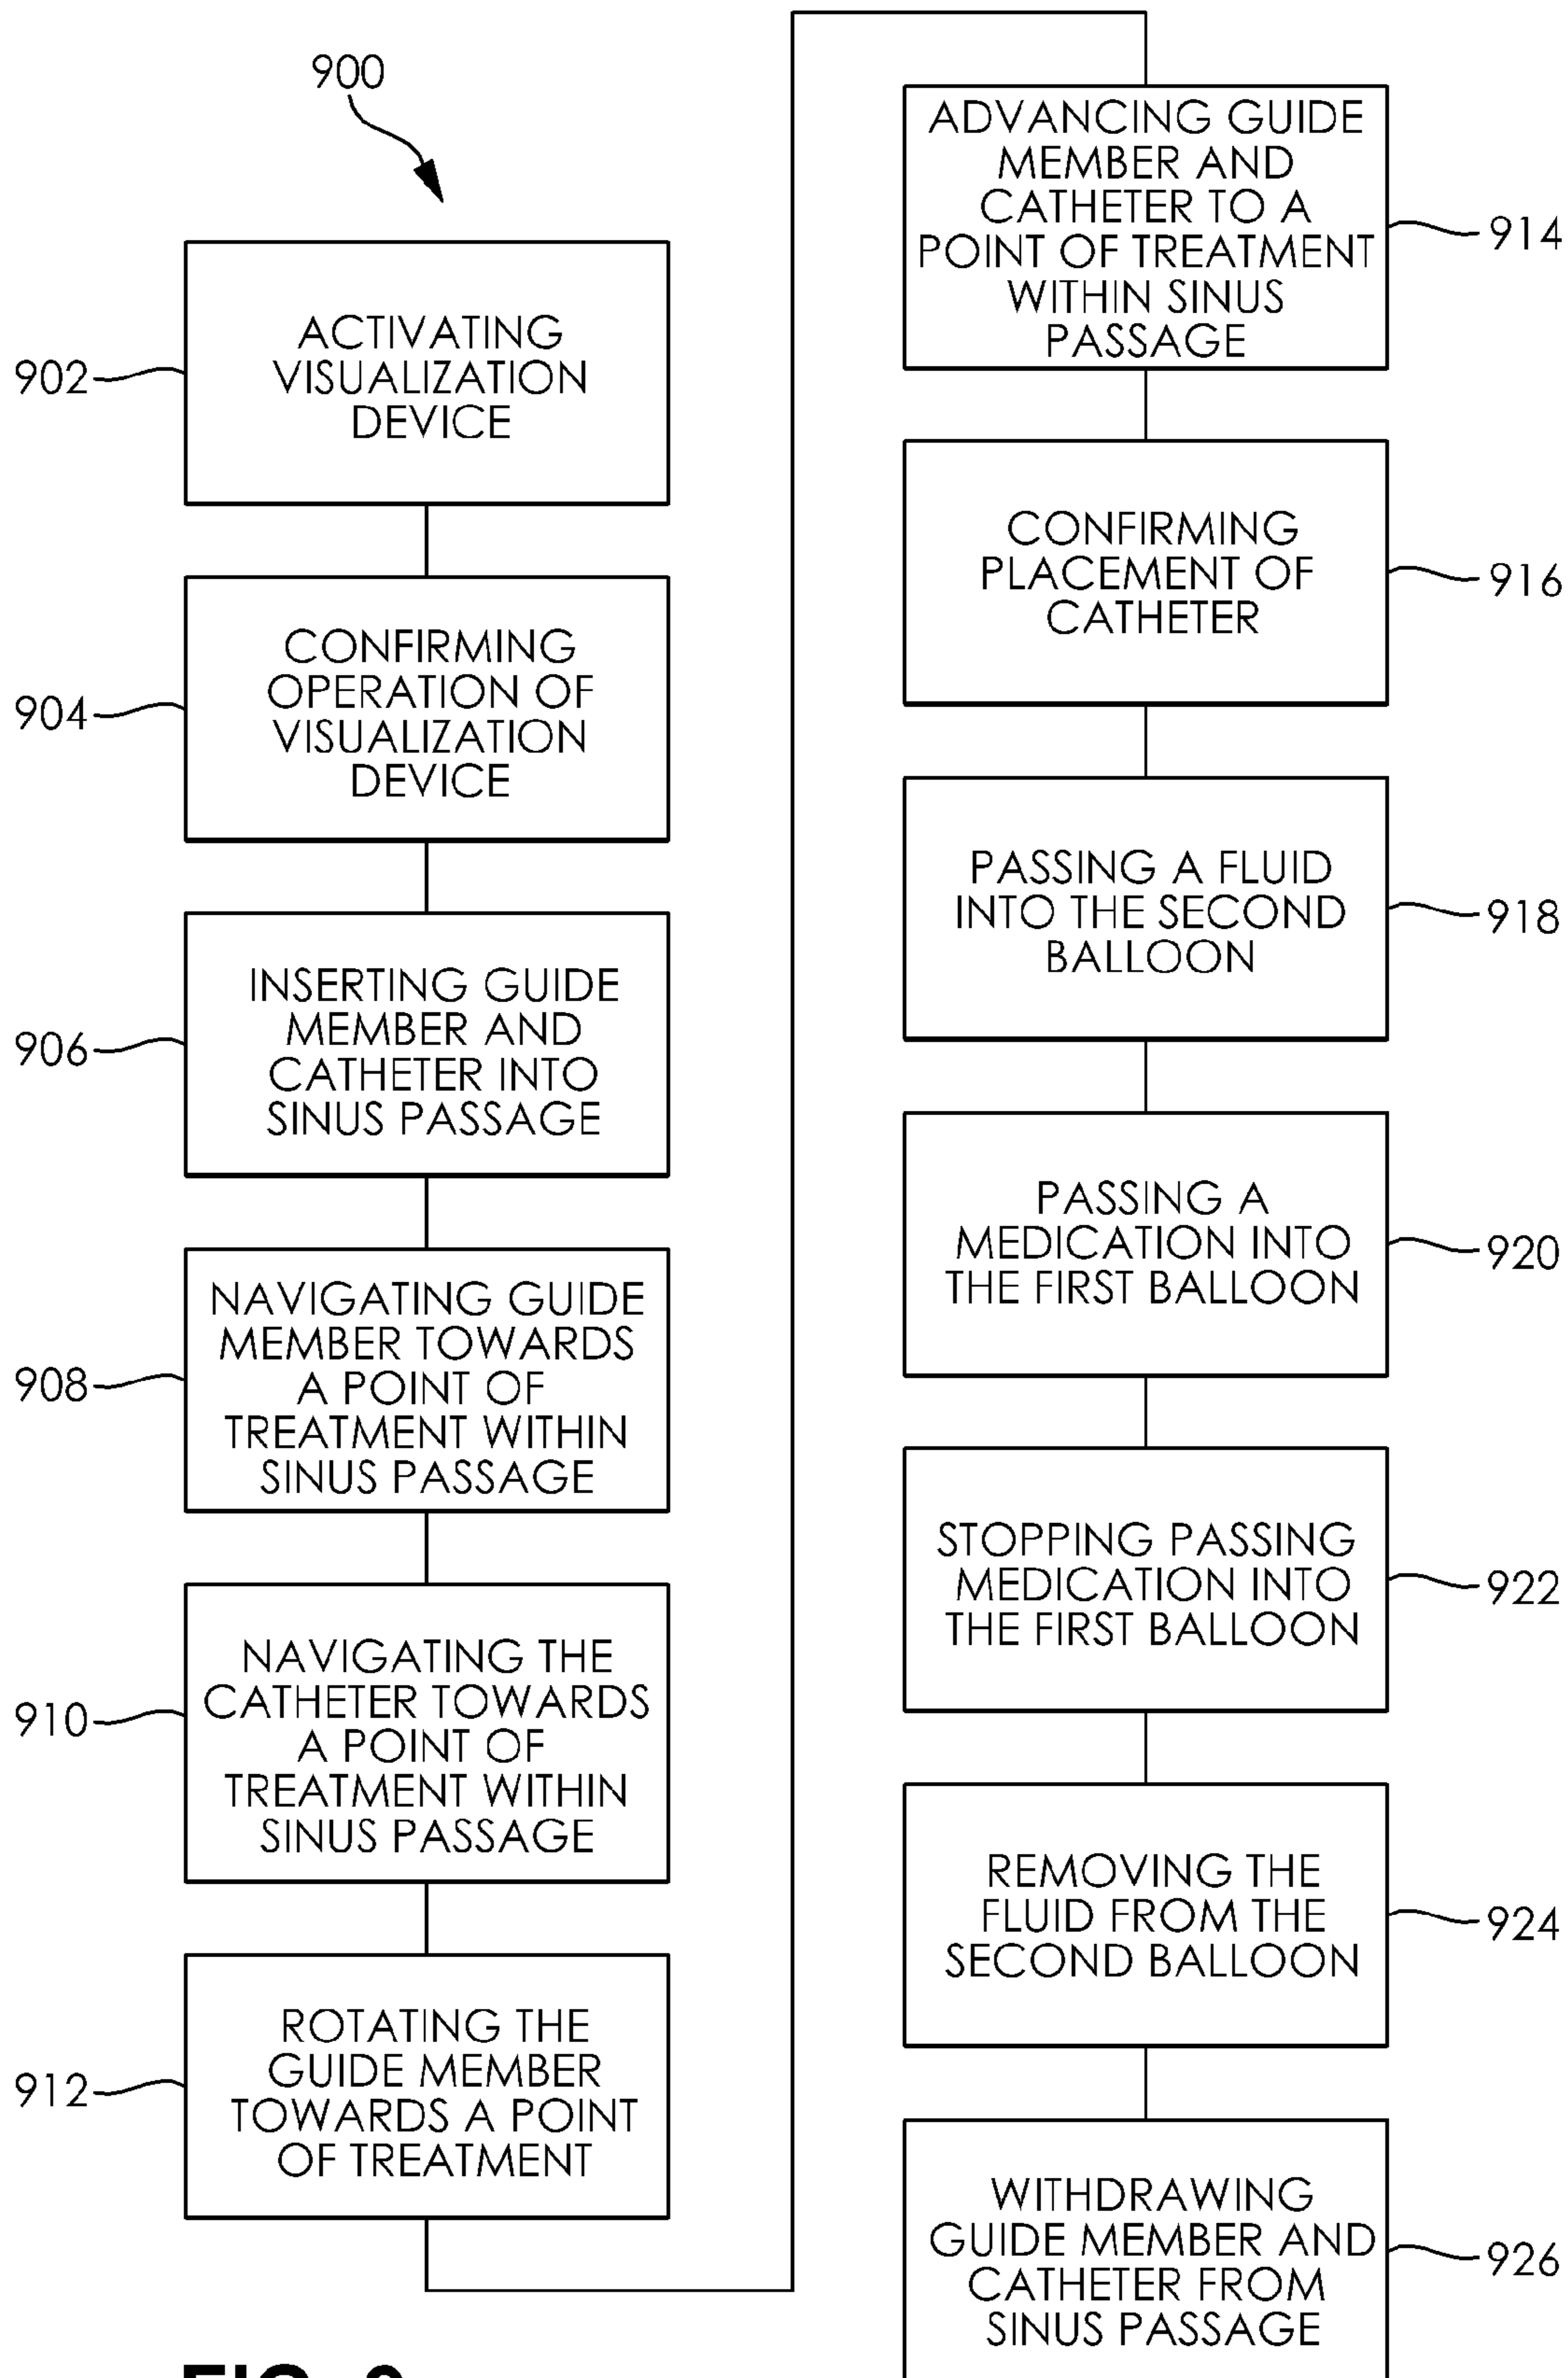 900
902
ACTIVATING
VISUALIZATION
DEVICE
904
CONFIRMING
OPERATION OF
VISUALIZATION
DEVICE
906
INSERTING GUIDE
MEMBER AND
CATHETER INTO
SINUS PASSAGE
908
NAVIGATING GUIDE
MEMBER TOWARDS
A POINT OF
TREATMENT WITHIN
SINUS PASSAGE
910
NAVIGATING THE
CATHETER TOWARDS
A POINT OF
TREATMENT WITHIN
SINUS PASSAGE
912
ROTATING THE
GUIDE MEMBER
TOWARDS A POINT
OF TREATMENT
ADVANCING GUIDE
MEMBER AND
CATHETER TO A
POINT OF TREATMENT
WITHIN SINUS
PASSAGE
914
CONFIRMING
PLACEMENT OF
CATHETER
916
PASSING A FLUID
INTO THE SECOND
BALLOON
918
PASSING A
MEDICATION INTO
THE FIRST BALLOON
920
STOPPING PASSING
MEDICATION INTO
THE FIRST BALLOON
922
REMOVING THE
FLUID FROM THE
SECOND BALLOON
924
WITHDRAWING
GUIDE MEMBER AND
CATHETER FROM
SINUS PASSAGE
926
FIG.